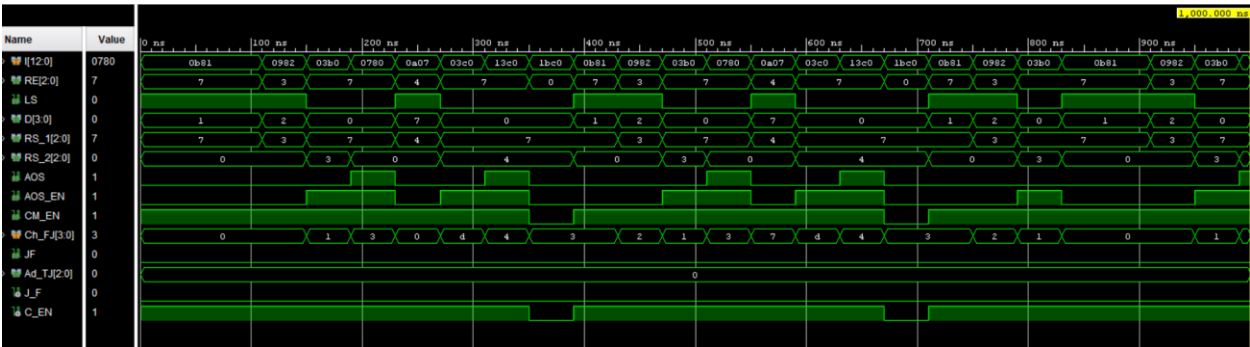 1,000.000 ns
Name Value 0 ns 100 ns 200 ns 300 ns 400 ns 500 ns 600 ns 700 ns 800 ns 900 ns
I[12:0] 0780 0b81 0982 03b0 0780 0a07 03c0 13c0 1bc0 0b81 0982 03b0 0780 0a07 03c0 13c0 1bc0 0b81 0982 03b0 0b81 0982 03b0
RE[2:0] 7 7 3 7 4 7 0 7 3 7 4 7 0 7 3 7 3 7
LS 0
D[3:0] 0 1 2 0 7 0 1 2 0 7 0 1 2 0 1 2 0
RS_1[2:0] 7 7 3 7 4 7 3 7 4 7 3 7 3 7
RS_2[2:0] 0 0 3 0 4 0 3 0 4 0 3 0 3
AOS 1
AOS_EN 1
CM_EN 1
Ch_FJ[3:0] 3 0 1 3 0 d 4 3 2 1 3 7 d 4 3 2 1 0 1
JF 0
Ad_TJ[2:0] 0 0
J_F 0
C_EN 1